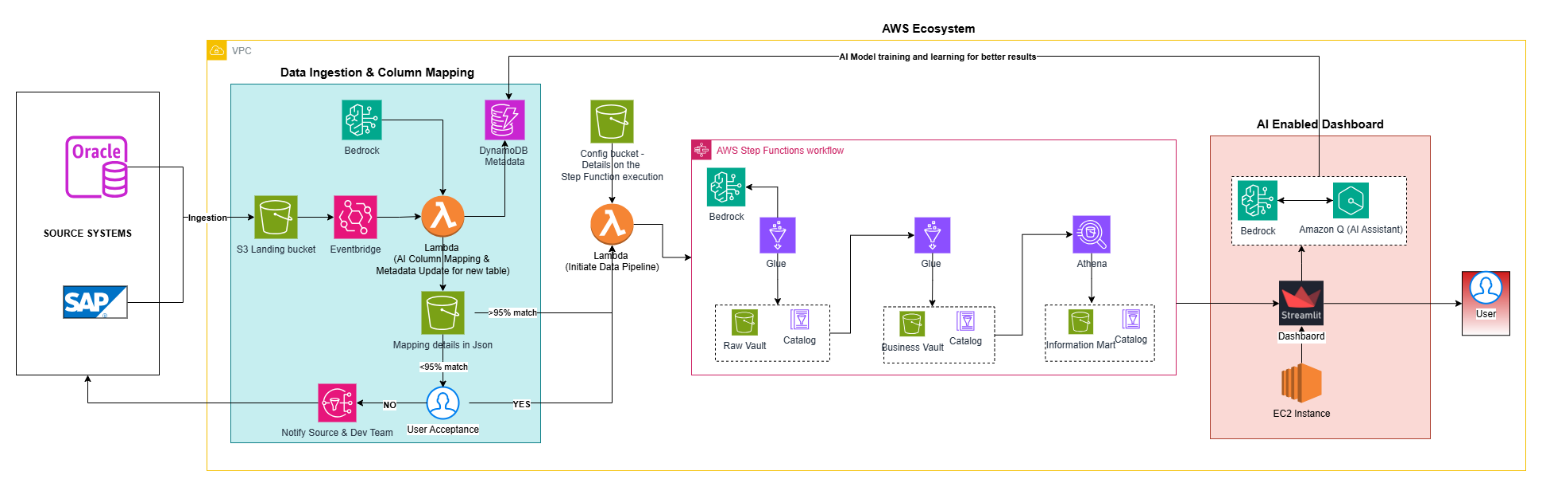 AWS Ecosystem
VPC
AI Model training and learning for better results
Data Ingestion & Column Mapping
Oracle
SOURCE SYSTEMS
SAP
Ingestion
Bedrock
DynamoDB
Metadata
S3 Landing bucket
Eventbridge
Lambda
(AI Column Mapping &
Metadata Update for new table)
Mapping details in Json
>95% match
<95% match
User Acceptance
NO
YES
Notify Source & Dev Team
Config bucket -
Details on the
Step Function execution
Lambda
(Initiate Data Pipeline)
AWS Step Functions workflow
Bedrock
Glue
Glue
Athena
Raw Vault
Catalog
Business Vault
Catalog
Information Mart
Catalog
AI Enabled Dashboard
Bedrock
Amazon Q (AI Assistant)
Streamlit
Dashbaord
EC2 Instance
User